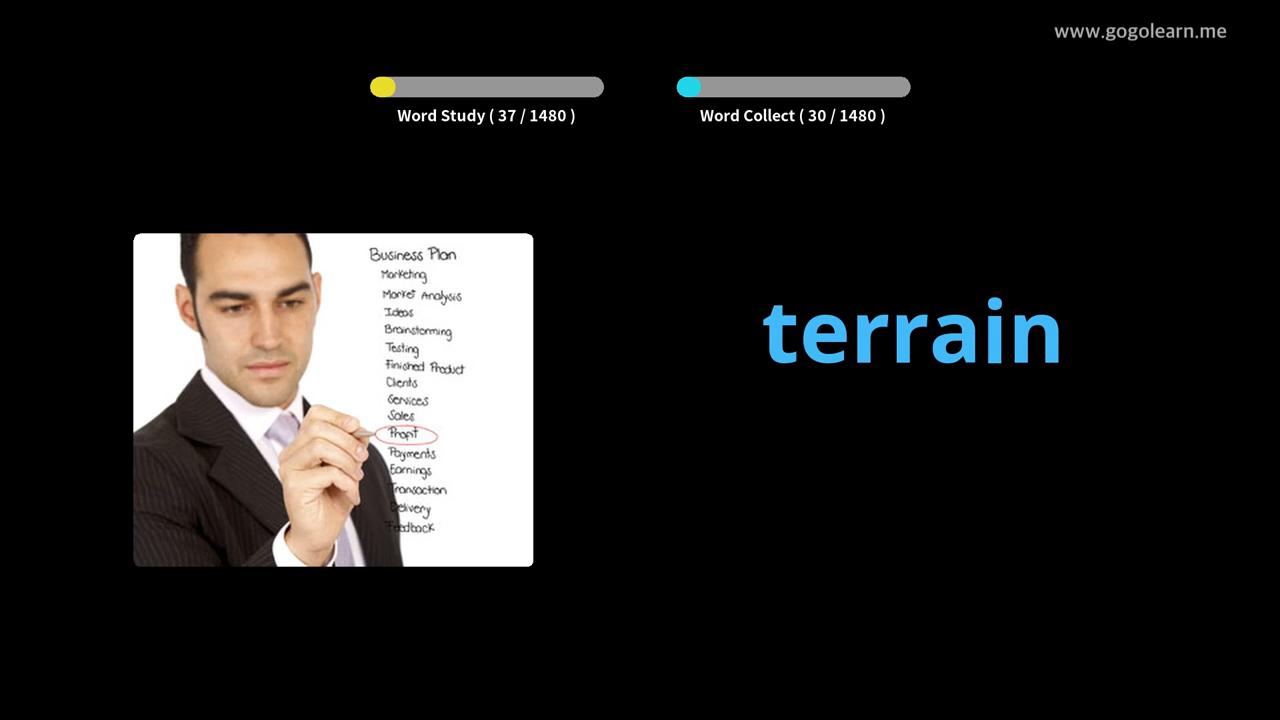 www.gogolearn.me
Word Study ( 37 / 1480 )
Word Collect ( 30 / 1480 )
Business Plan
Marketing
Market Analysis
Ideas
Brainstorming
Testing
Finished Product
Clients
Services
Sales
Profit
Payments
Earnings
Transaction
Delivery
Feedback
terrain